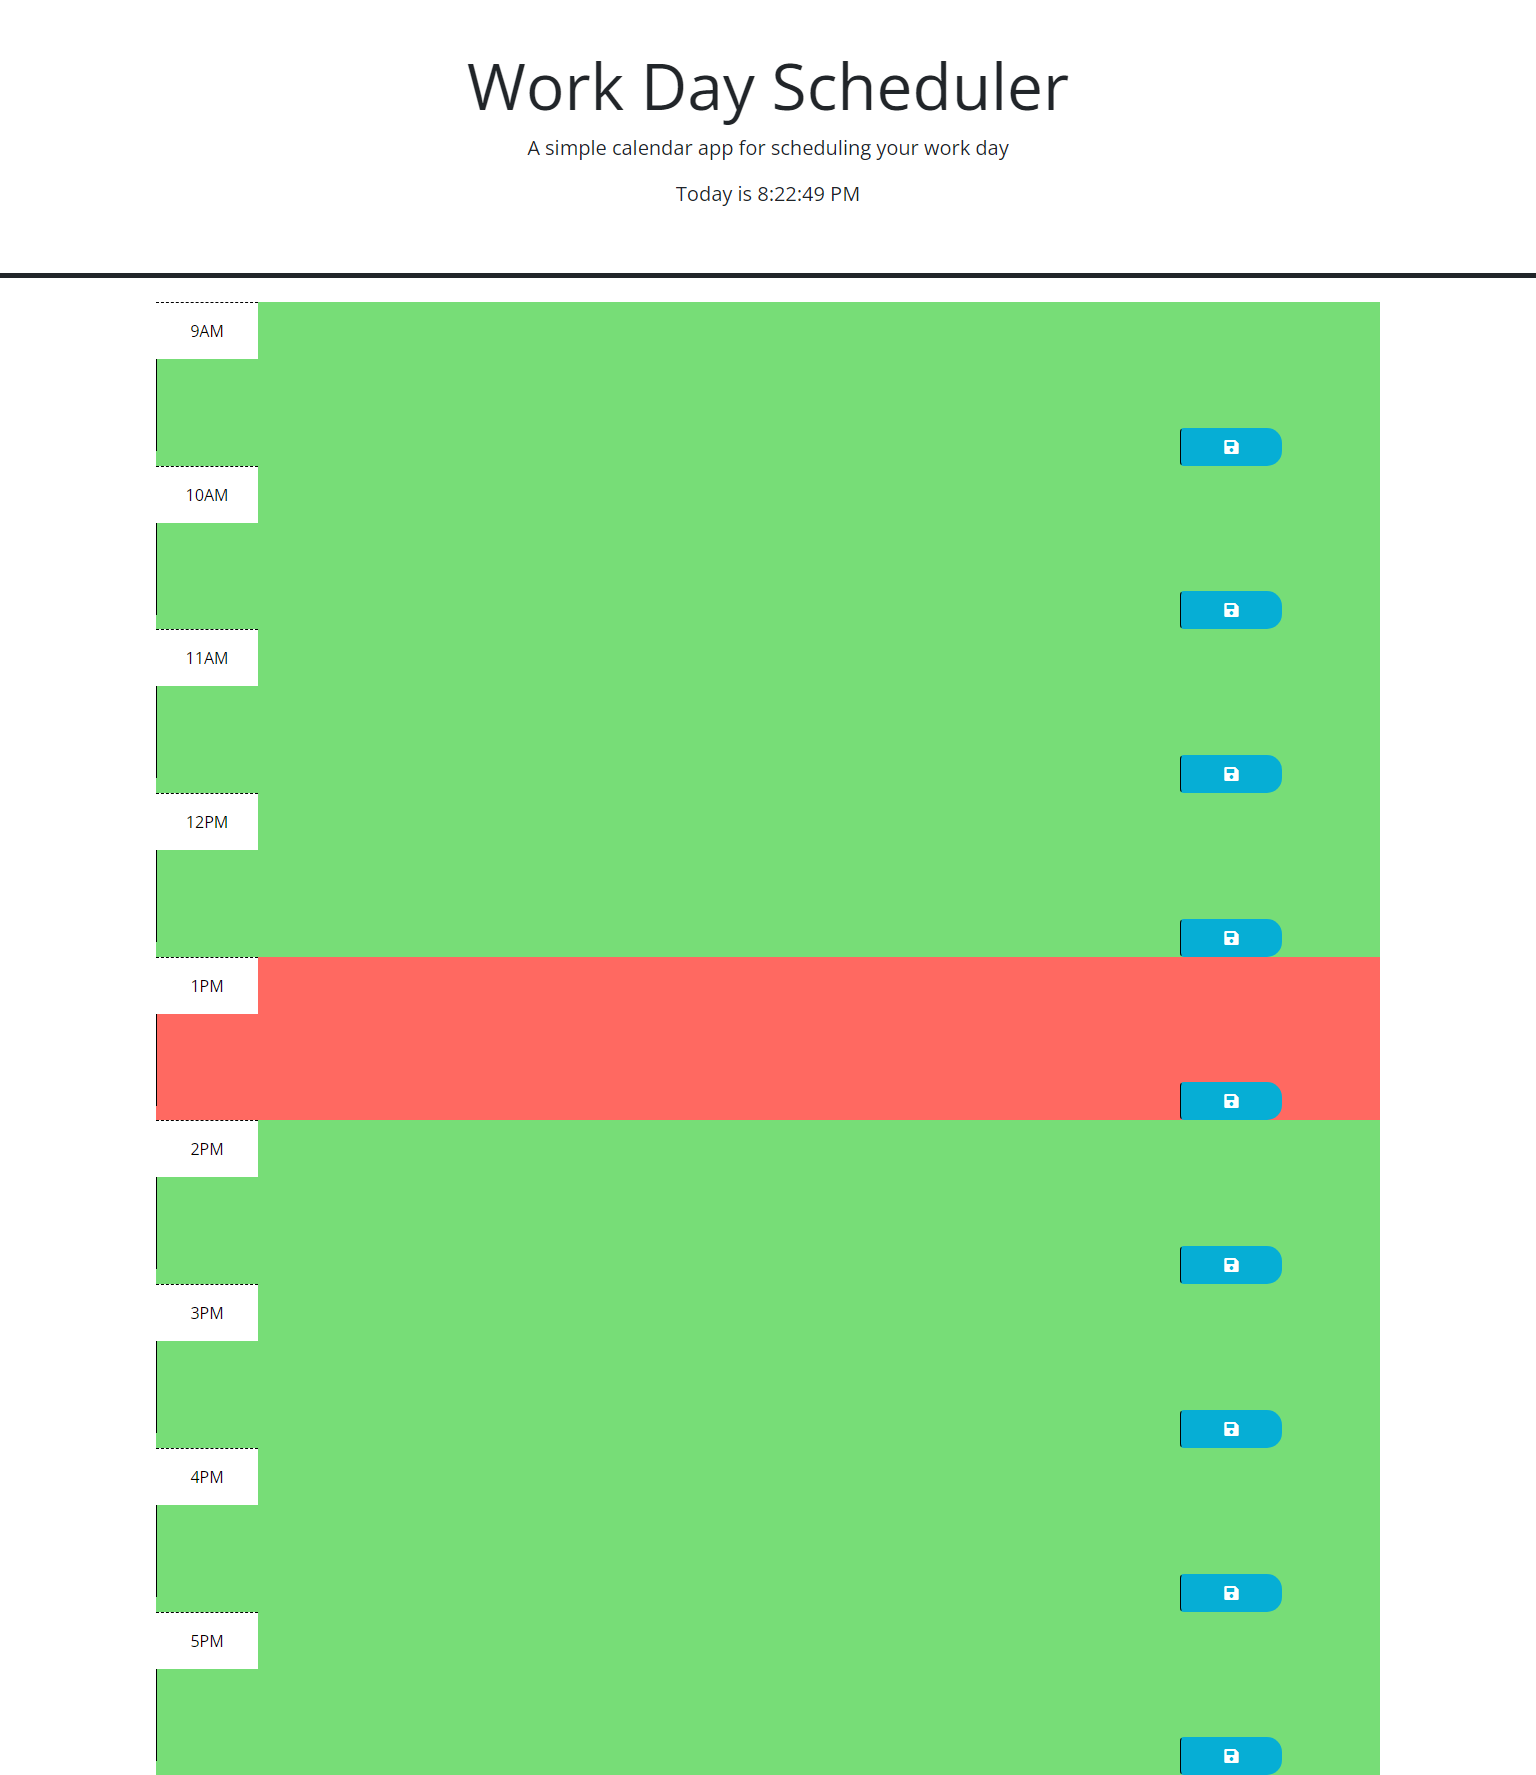 Work Day Scheduler
A simple calendar app for scheduling your work day
Today is 8:22:49 PM
9AM
10AM
11AM
12PM
1PM
2PM
3PM
4PM
5PM